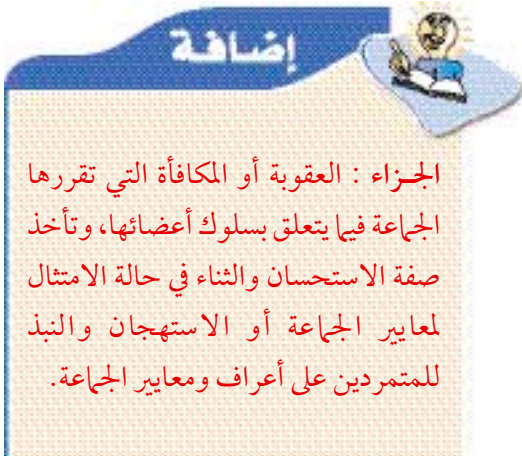 إضافة
الجـزاء : العقوبة أو المكافأة التي تقررها
الجماعة فيما يتعلق بسلوك أعضائها، وتأخذ
صفة الاستحسان والثناء في حالة الامتثال
لمعايير الجماعة أو الاستهجان والنبذ
للمتمردين على أعراف ومعايير الجماعة.